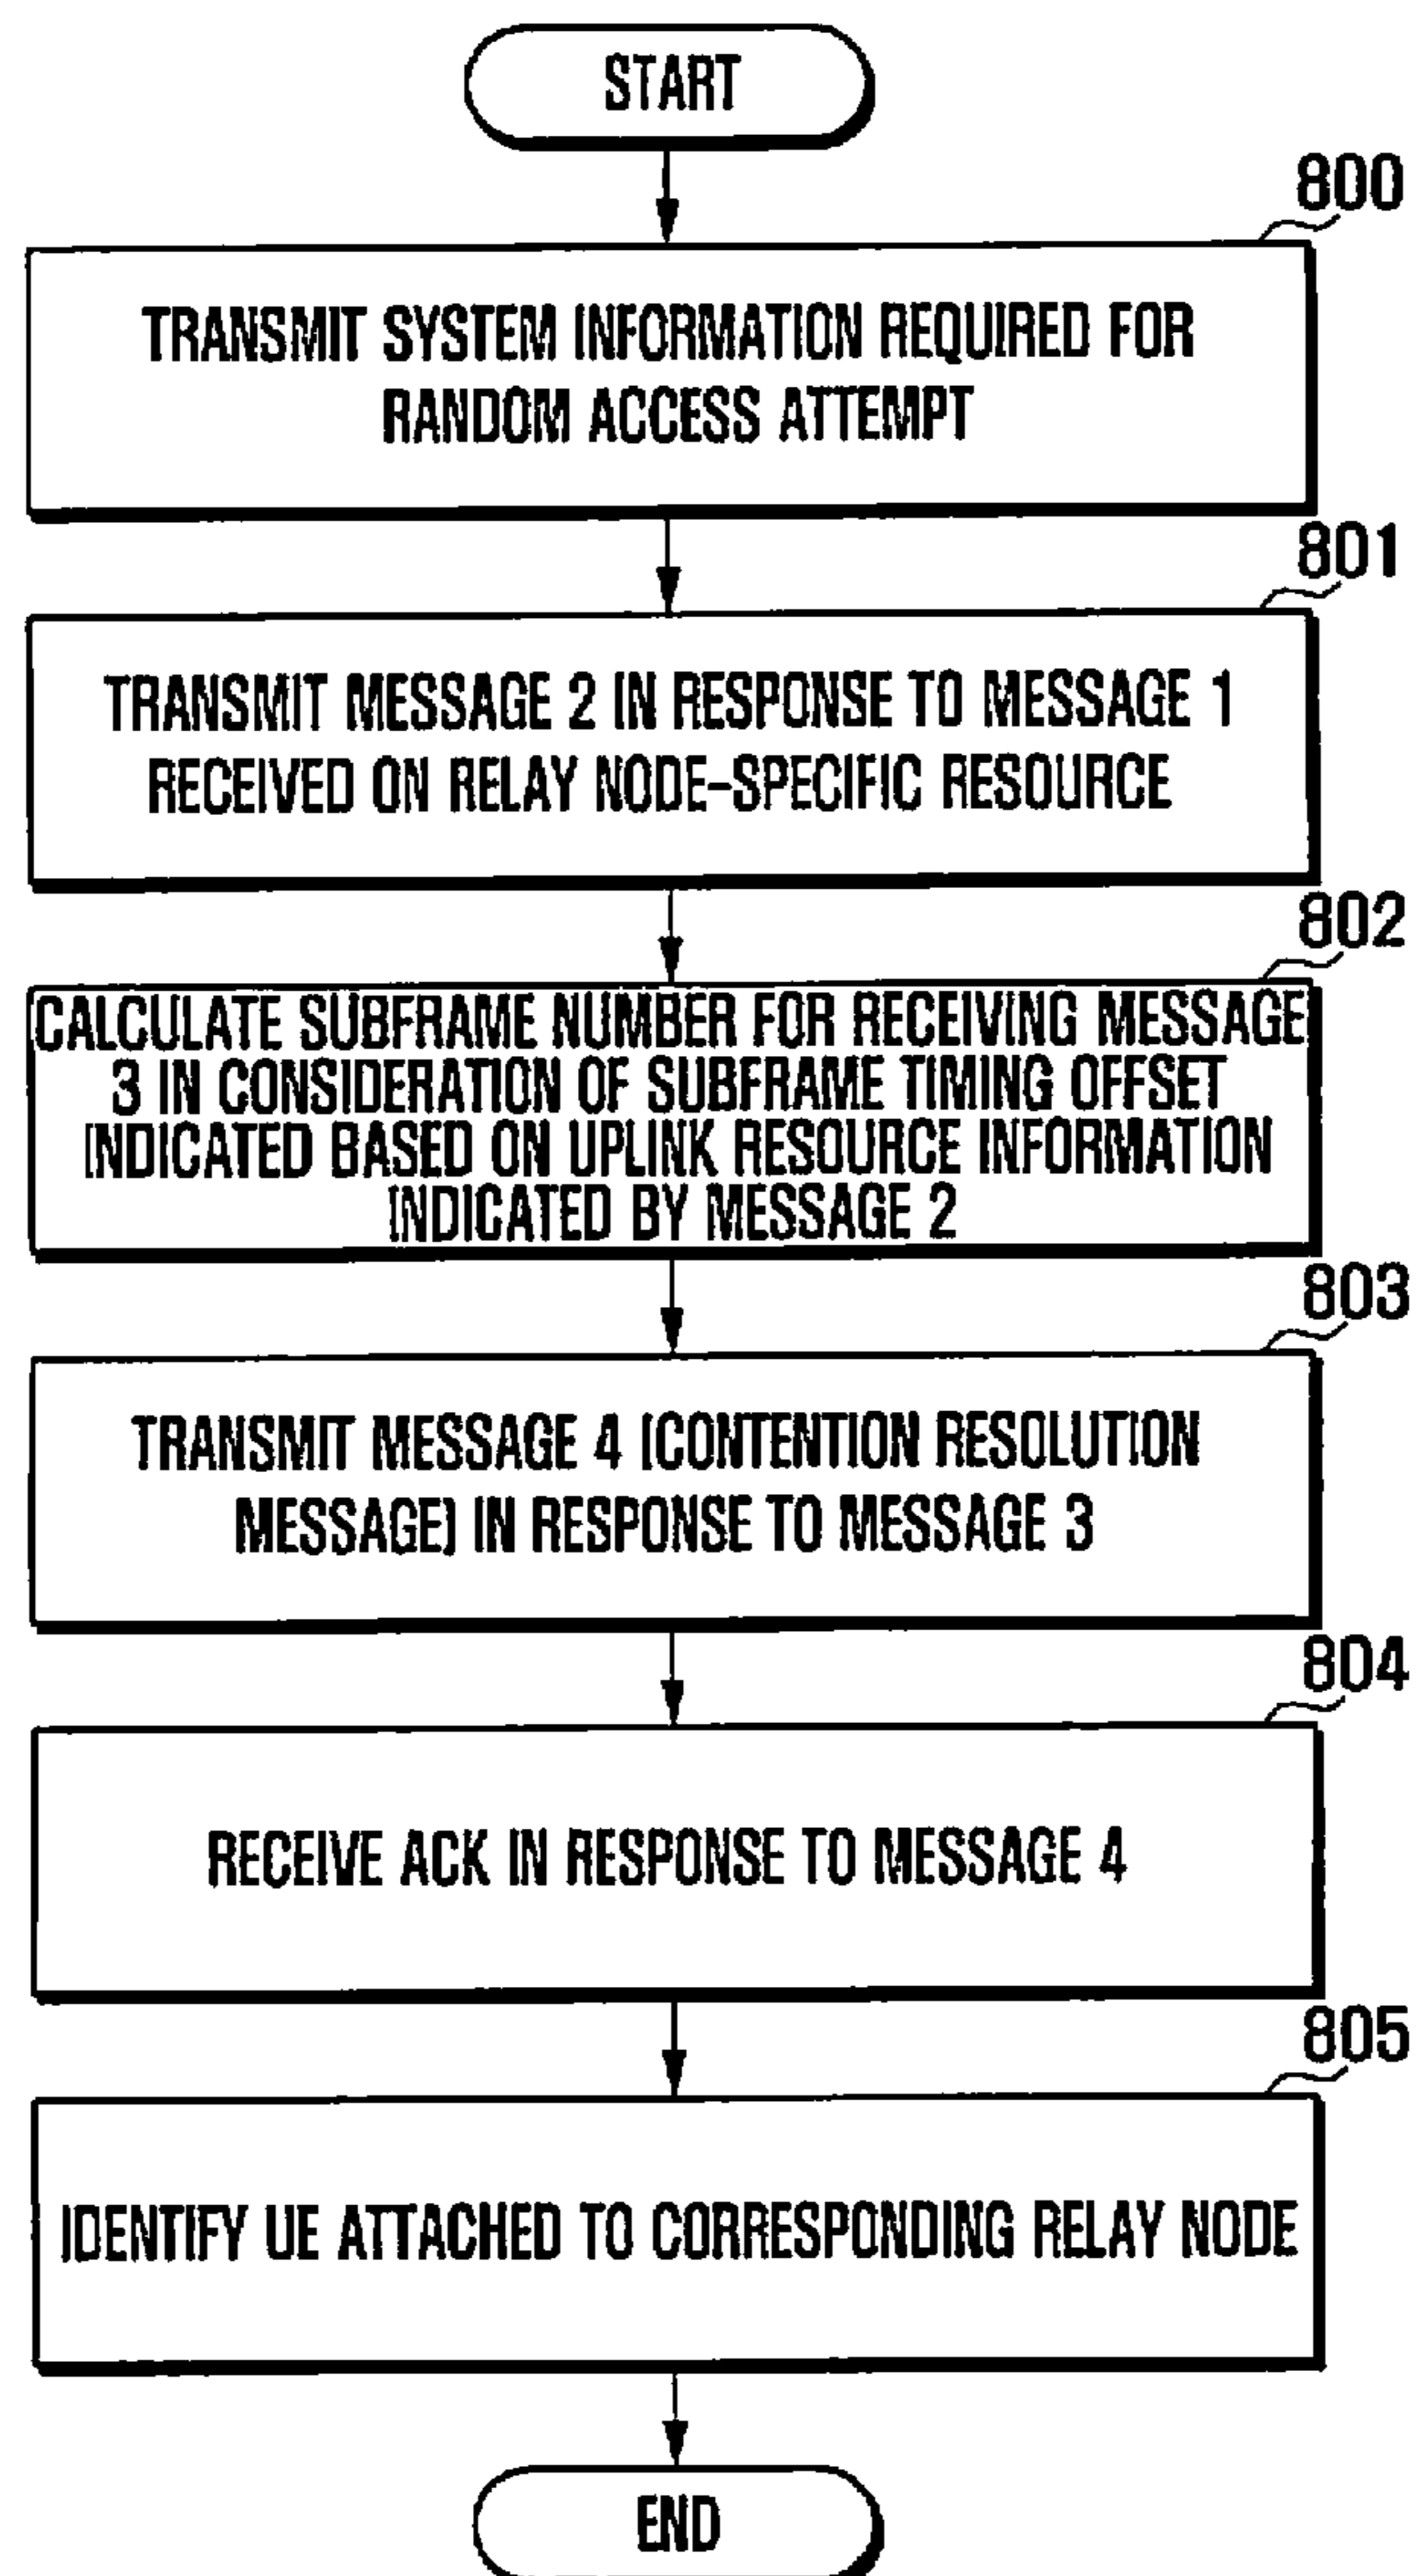 START
800
TRANSMIT SYSTEM INFORMATION REQUIRED FOR
RANDOM ACCESS ATTEMPT
801
TRANSMIT MESSAGE 2 IN RESPONSE TO MESSAGE 1
RECEIVED ON RELAY NODE-SPECIFIC RESOURCE
802
CALCULATE SUBFRAME NUMBER FOR RECEIVING MESSAGE
3 IN CONSIDERATION OF SUBFRAME TIMING OFFSET
INDICATED BASED ON UPLINK RESOURCE INFORMATION
INDICATED BY MESSAGE 2
803
TRANSMIT MESSAGE 4 (CONTENTION RESOLUTION
MESSAGE) IN RESPONSE TO MESSAGE 3
804
RECEIVE ACK IN RESPONSE TO MESSAGE 4
805
IDENTIFY UE ATTACHED TO CORRESPONDING RELAY NODE
END